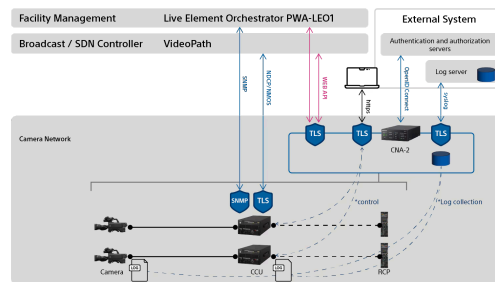 Facility Management
Live Element Orchestrator PWA-LEO1
Broadcast / SDN Controller
VideoPath
External System
Authentication and authorization
servers
Log server
SNMP
NDCP/NMOS
WEB API
https
OpenID Connect
syslog
Camera Network
TLS
TLS
CNA-2
TLS
SNMP
TLS
*control
*Log collection
Camera
LOG
CCU
LOG
RCP